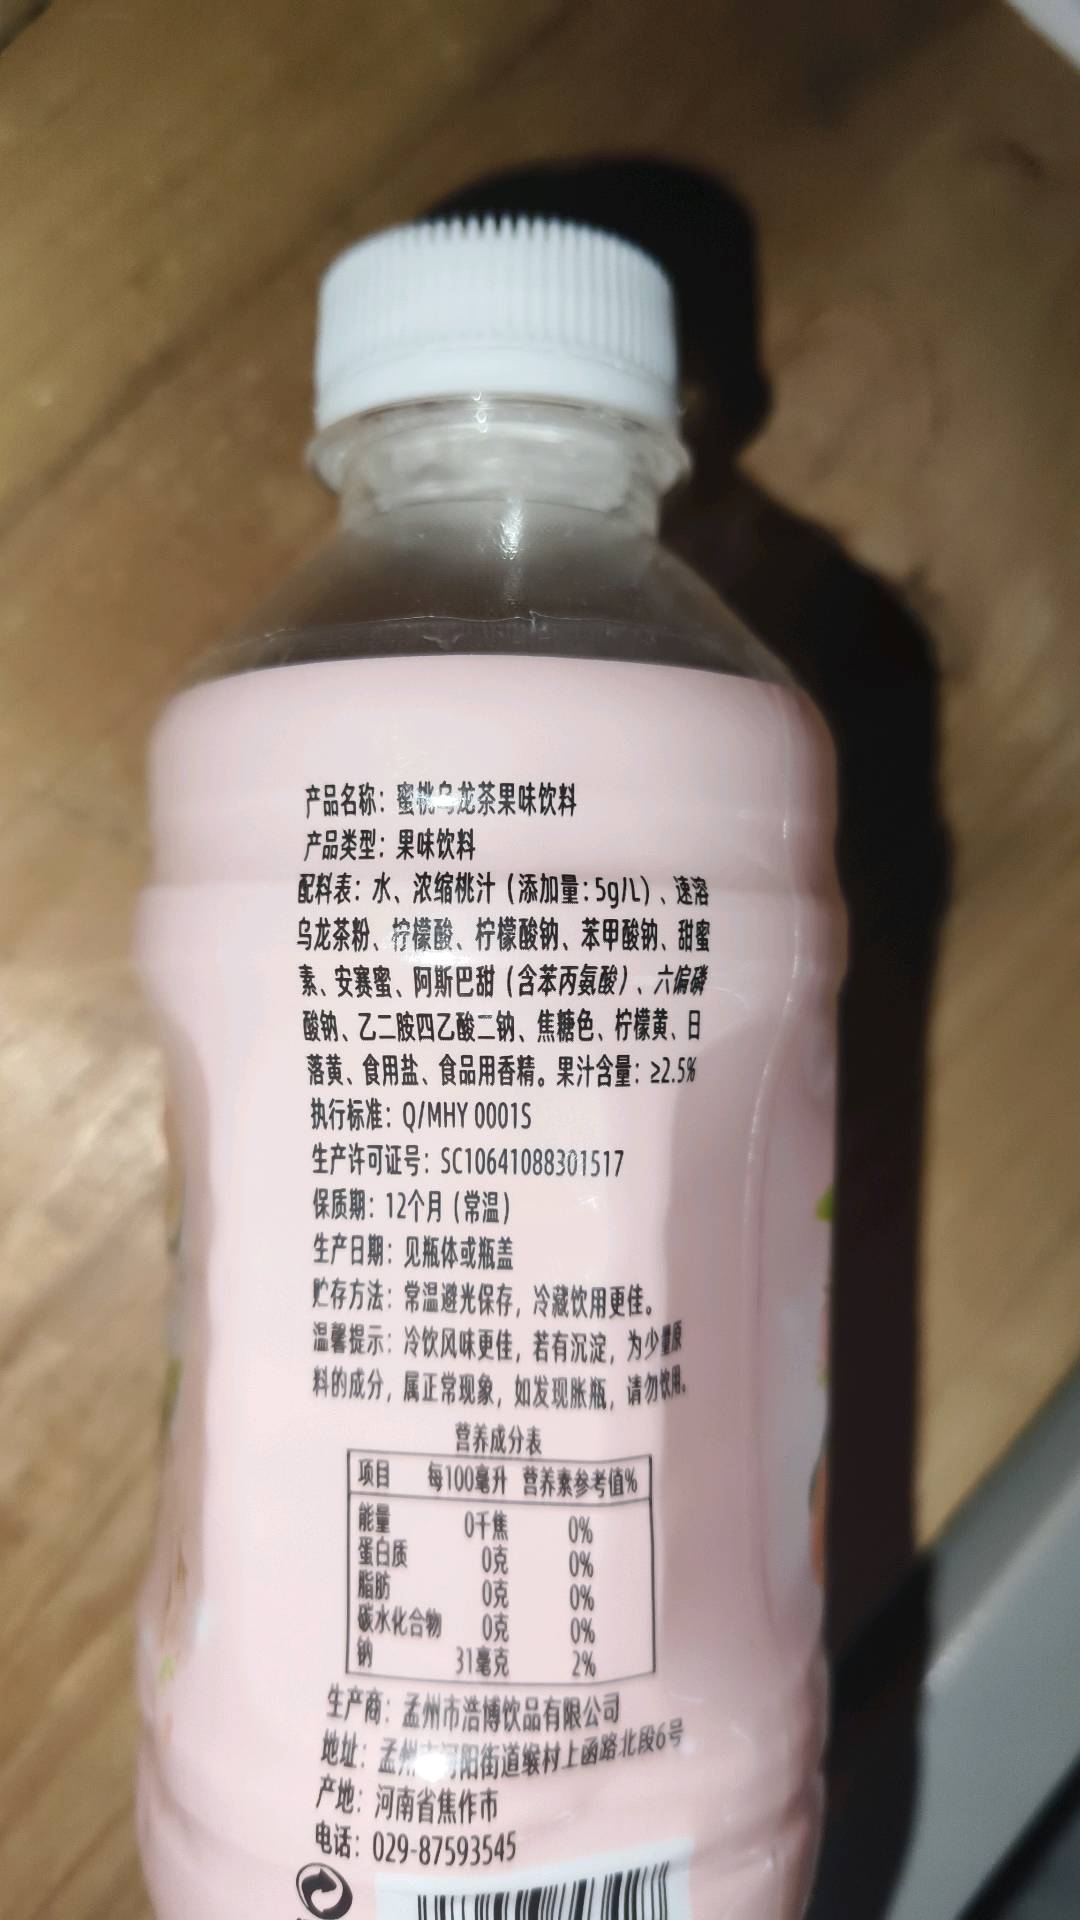 产品名称：蜜桃乌龙茶果味饮料
产品类型：果味饮料
配料表：水、浓缩桃汁（添加量：5g/L）、速溶
乌龙茶粉、柠檬酸、柠檬酸钠、苯甲酸钠、甜蜜
素、安赛蜜、阿斯巴甜（含苯丙氨酸）、六偏磷
酸钠、乙二胺四乙酸二钠、焦糖色、柠檬黄、日
落黄、食用盐、食品用香精。果汁含量：≥2.5%
执行标准：Q/MHY 0001S
生产许可证号：SC10641088301517
保质期：12个月（常温）
生产日期：见瓶体或瓶盖
贮存方法：常温避光保存，冷藏饮用更佳。
温馨提示：冷饮风味更佳，若有沉淀，为少量原
料的成分，属正常现象，如发现胀瓶，请勿饮用。
营养成分表
项目 每100毫升 营养素参考值%
能量 0千焦 0%
蛋白质 0克 0%
脂肪 0克 0%
碳水化合物 0克 0%
钠 31毫克 2%
生产商：孟州市浩博饮品有限公司
地址：孟州市河阳街道缑村上函路北段6号
产地：河南省焦作市
电话：029-87593545